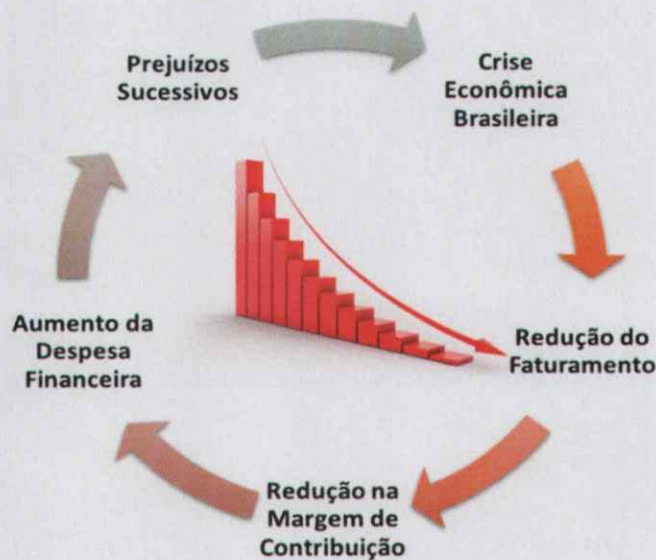 Prejuízos
Sucessivos
Crise
Econômica
Brasileira
Redução do
Faturamento
Redução na
Margem de
Contribuição
Aumento da
Despesa
Financeira